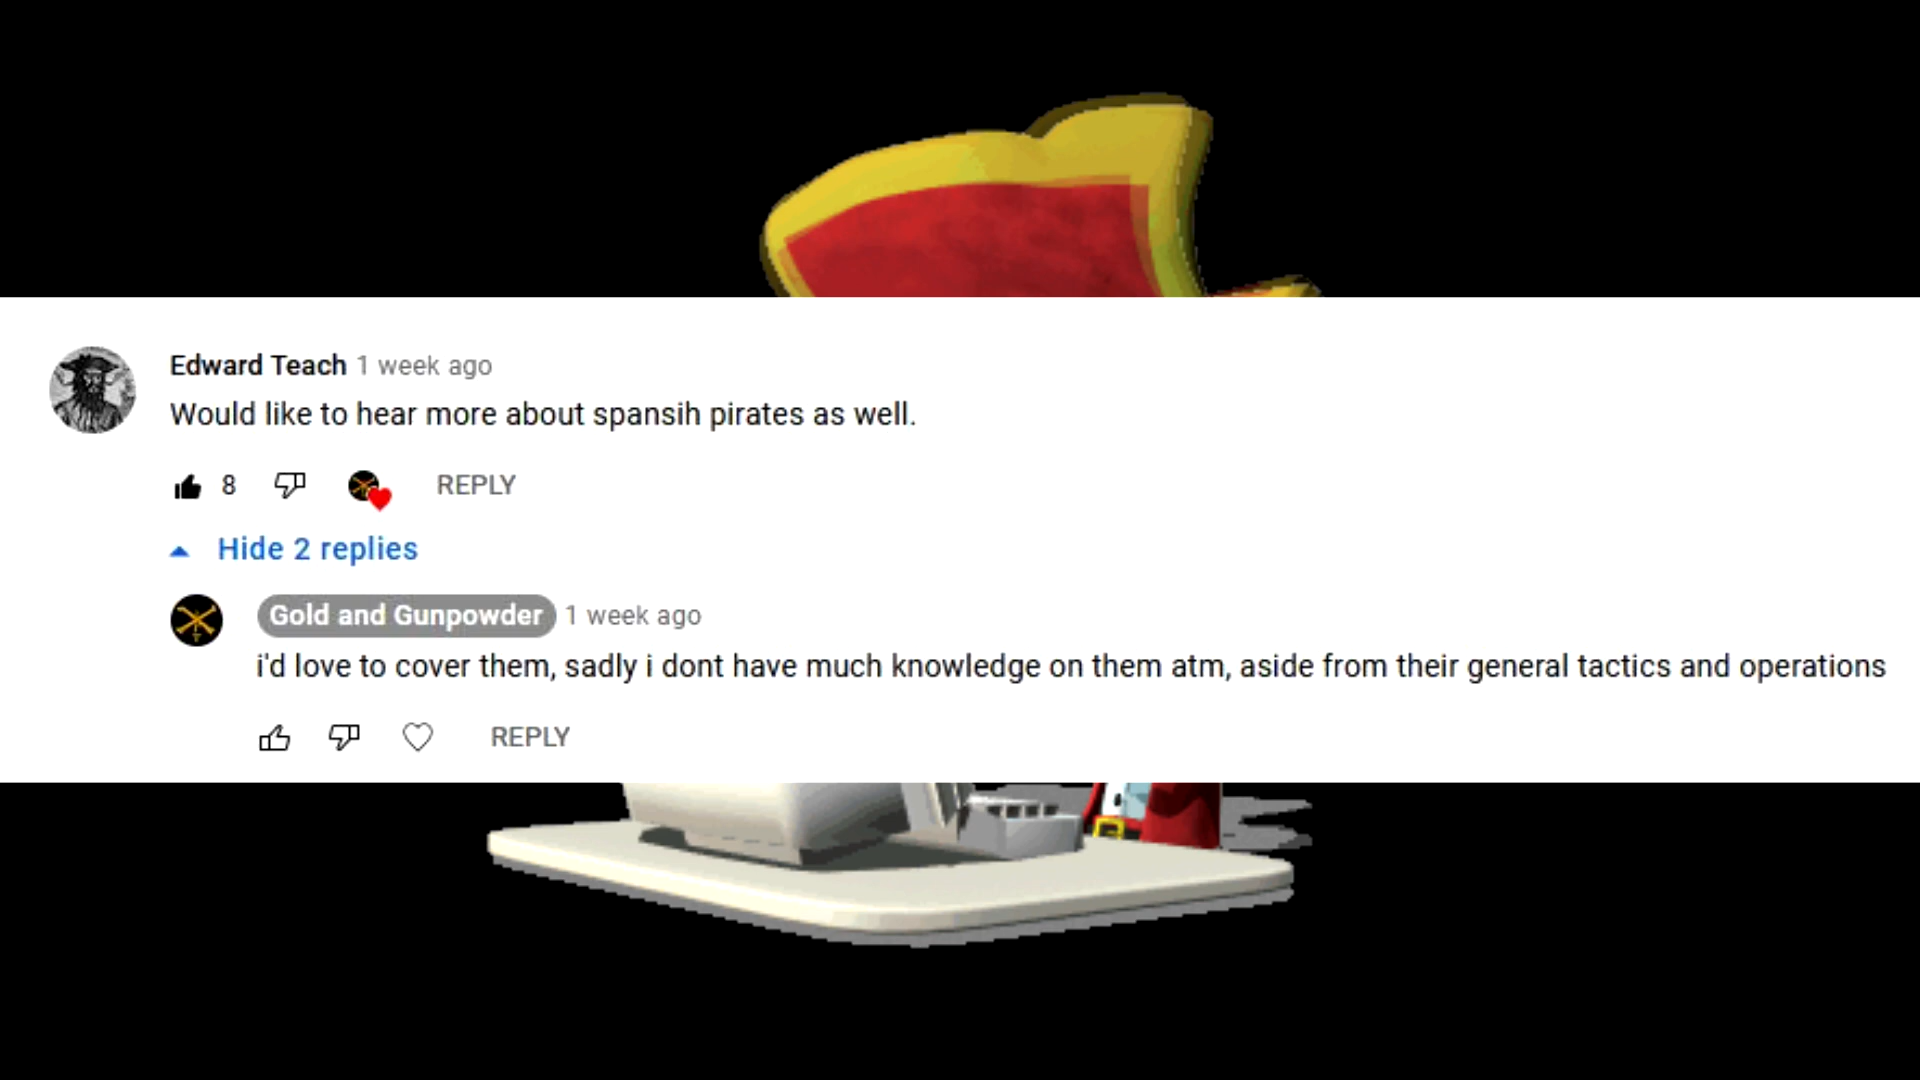 Edward Teach 1 week ago
Would like to hear more about spansih pirates as well.
8 REPLY
Hide 2 replies
Gold and Gunpowder 1 week ago
i'd love to cover them, sadly i dont have much knowledge on them atm, aside from their general tactics and operations
REPLY